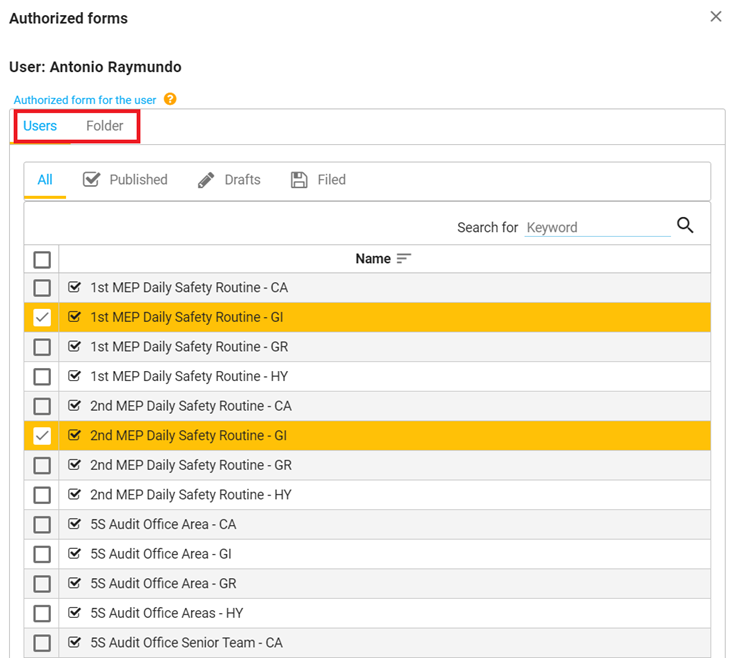 Authorized forms
User: Antonio Raymundo
Authorized form for the user ?
Users Folder
All Published Drafts Filed
Search for Keyword
Name
1st MEP Daily Safety Routine - CA
1st MEP Daily Safety Routine - GI
1st MEP Daily Safety Routine - GR
1st MEP Daily Safety Routine - HY
2nd MEP Daily Safety Routine - CA
2nd MEP Daily Safety Routine - GI
2nd MEP Daily Safety Routine - GR
2nd MEP Daily Safety Routine - HY
5S Audit Office Area - CA
5S Audit Office Area - GI
5S Audit Office Area - GR
5S Audit Office Areas - HY
5S Audit Office Senior Team - CA